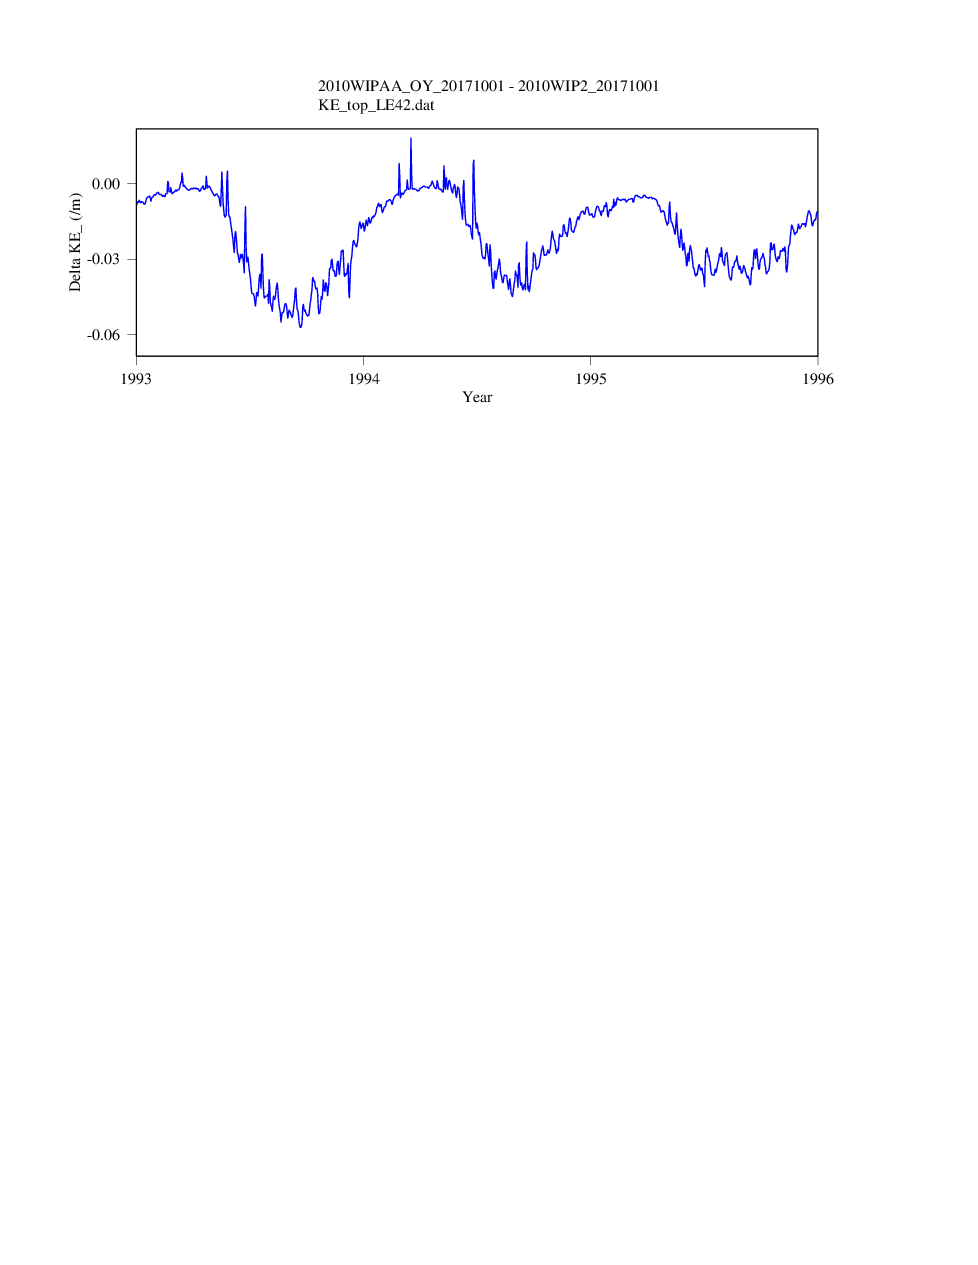 2010WIPAA_OY_20171001 - 2010WIP2_20171001
KE_top_LE42.dat
Delta KE_ (/m)
0.00
-0.03
-0.06
1993 1994 1995 1996
Year